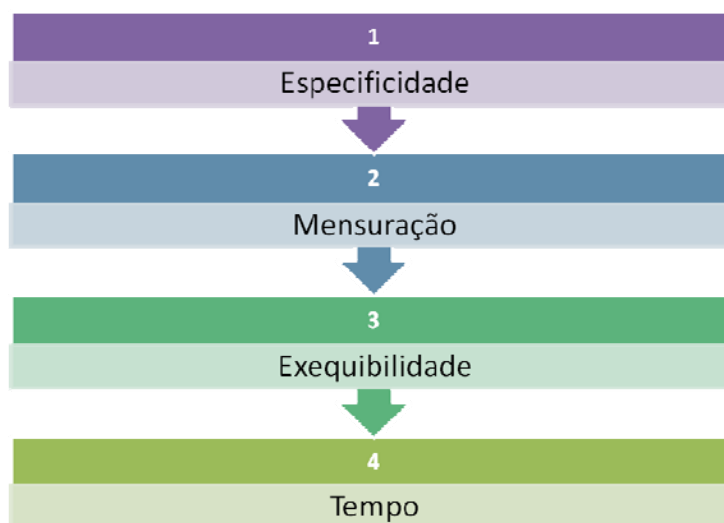 1
Especificidade
2
Mensuração
3
Exequibilidade
4
Tempo